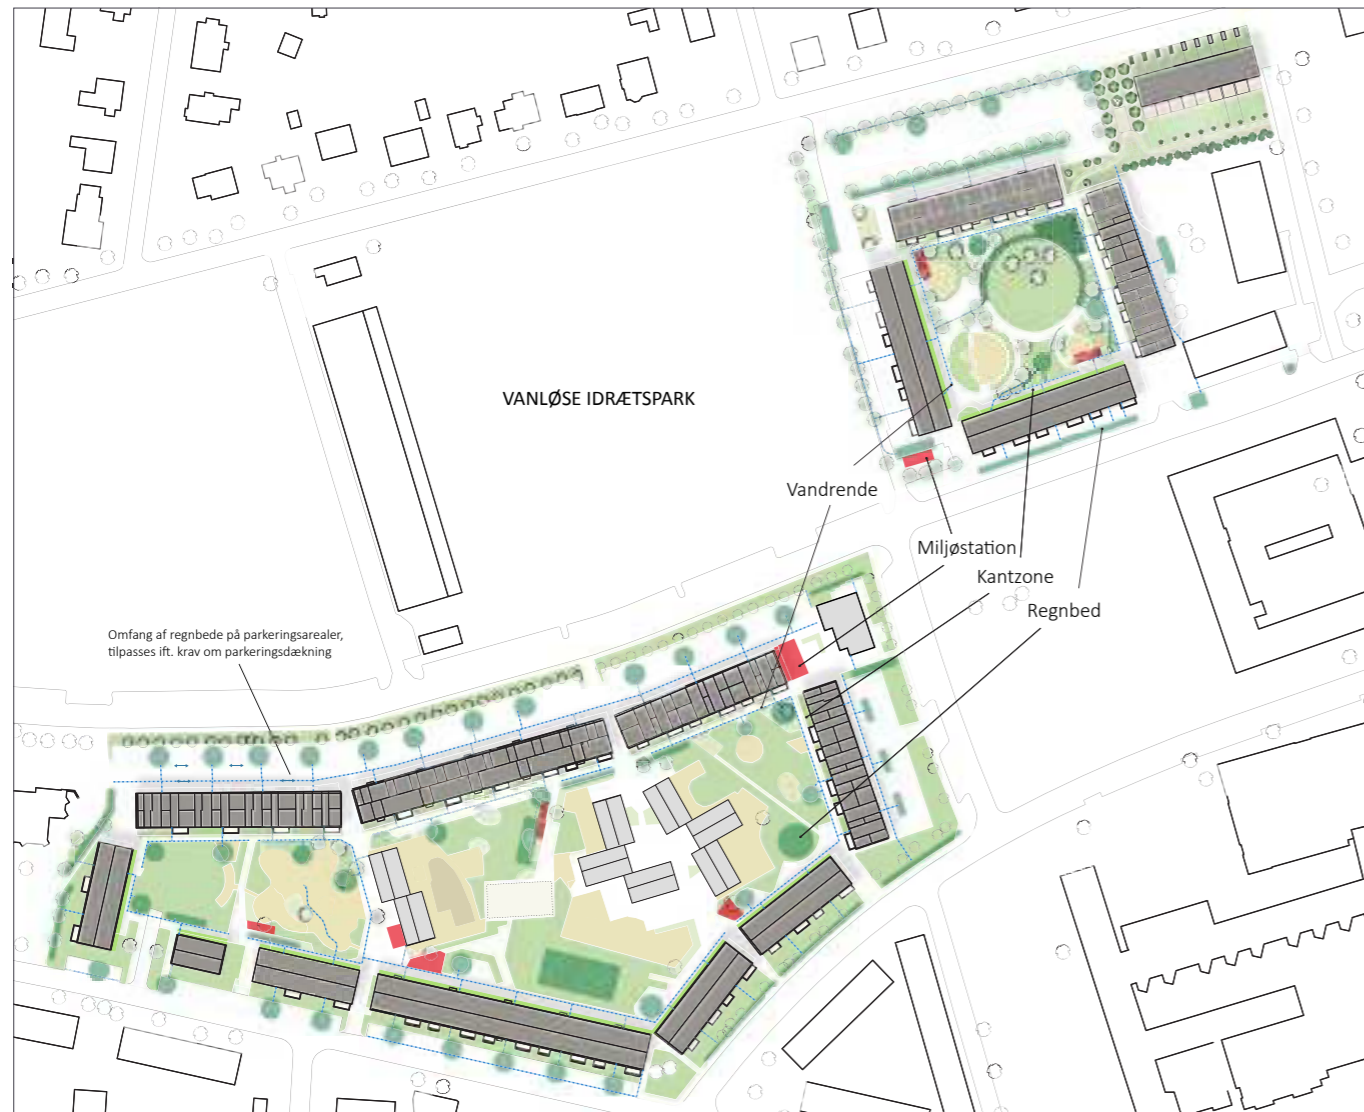 VANLØSE IDRÆTSPARK
Vandrende
Miljøstation
Kantzone
Regnbed
Omfang af regnbede på parkeringsarealer,
tilpasses ift. krav om parkeringsdækning